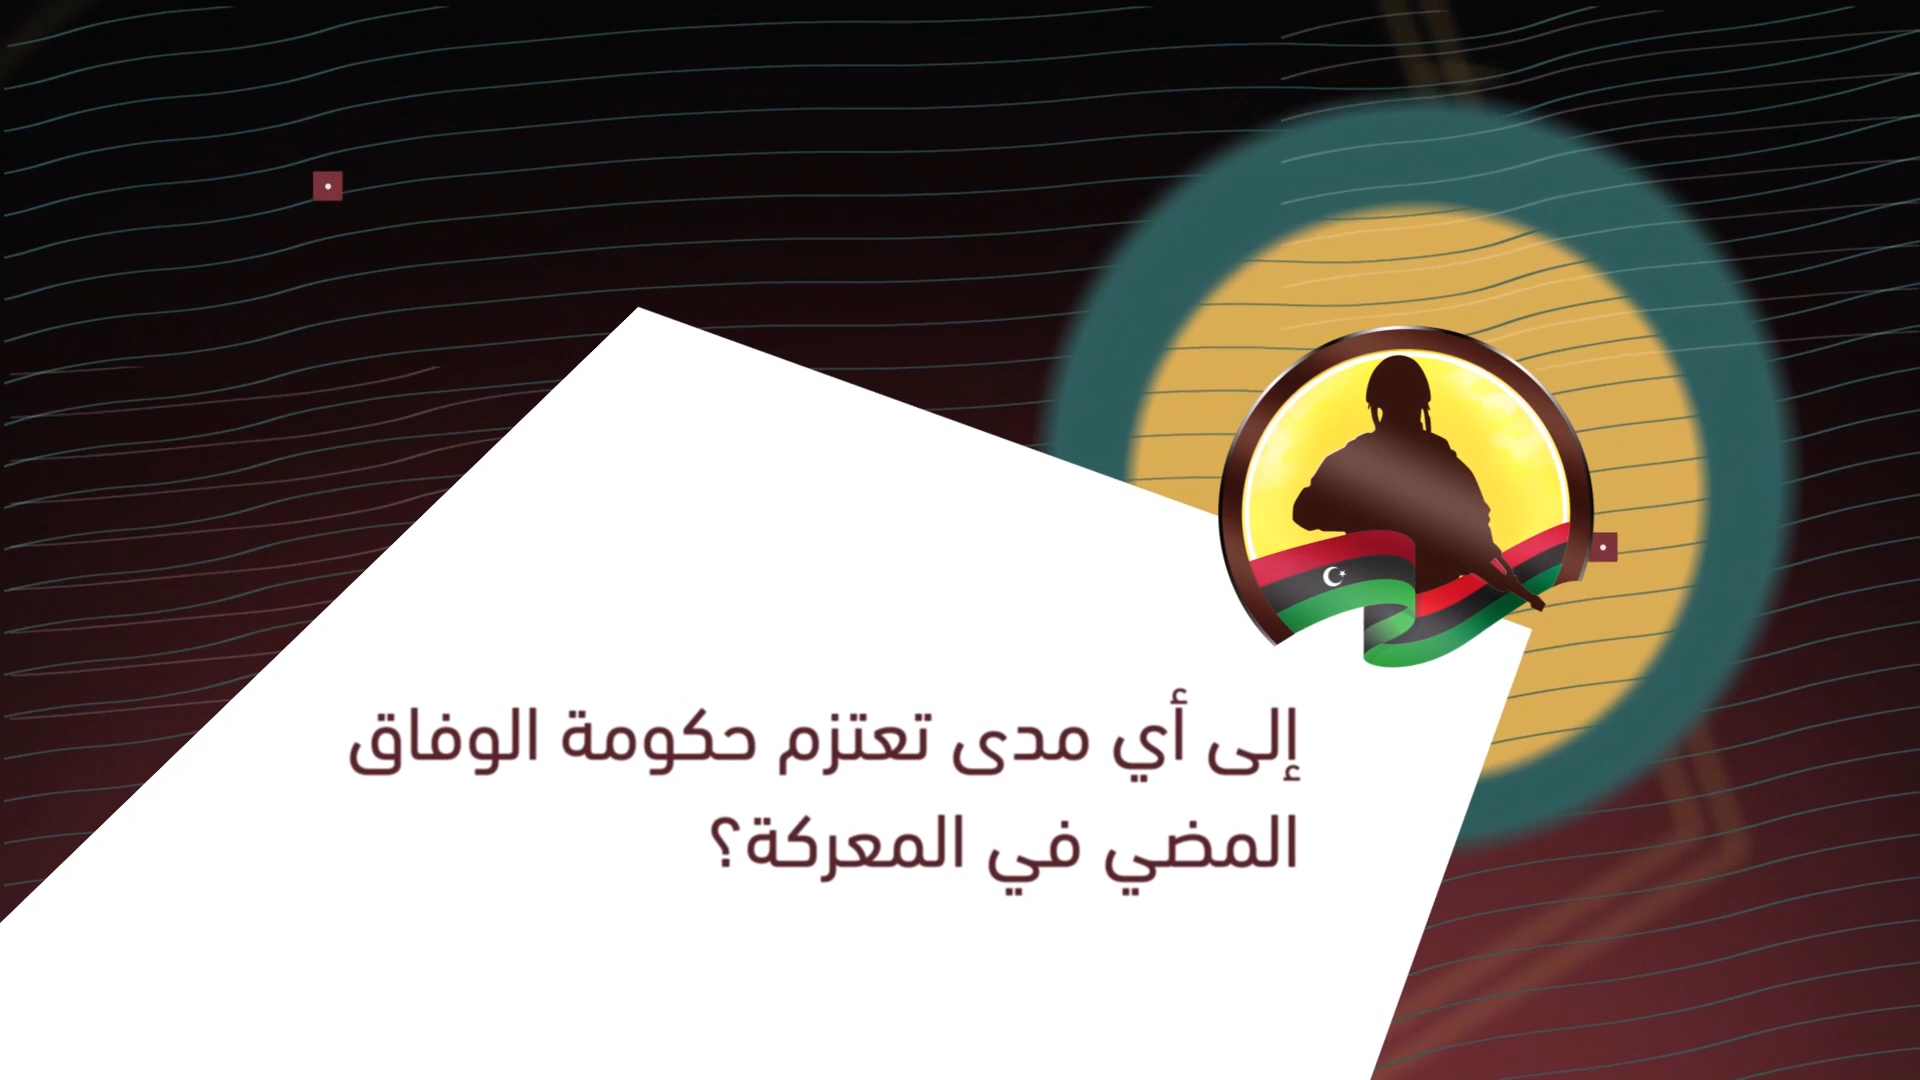 إلى أي مدى تعتزم حكومة الوفاق
المضي في المعركة؟